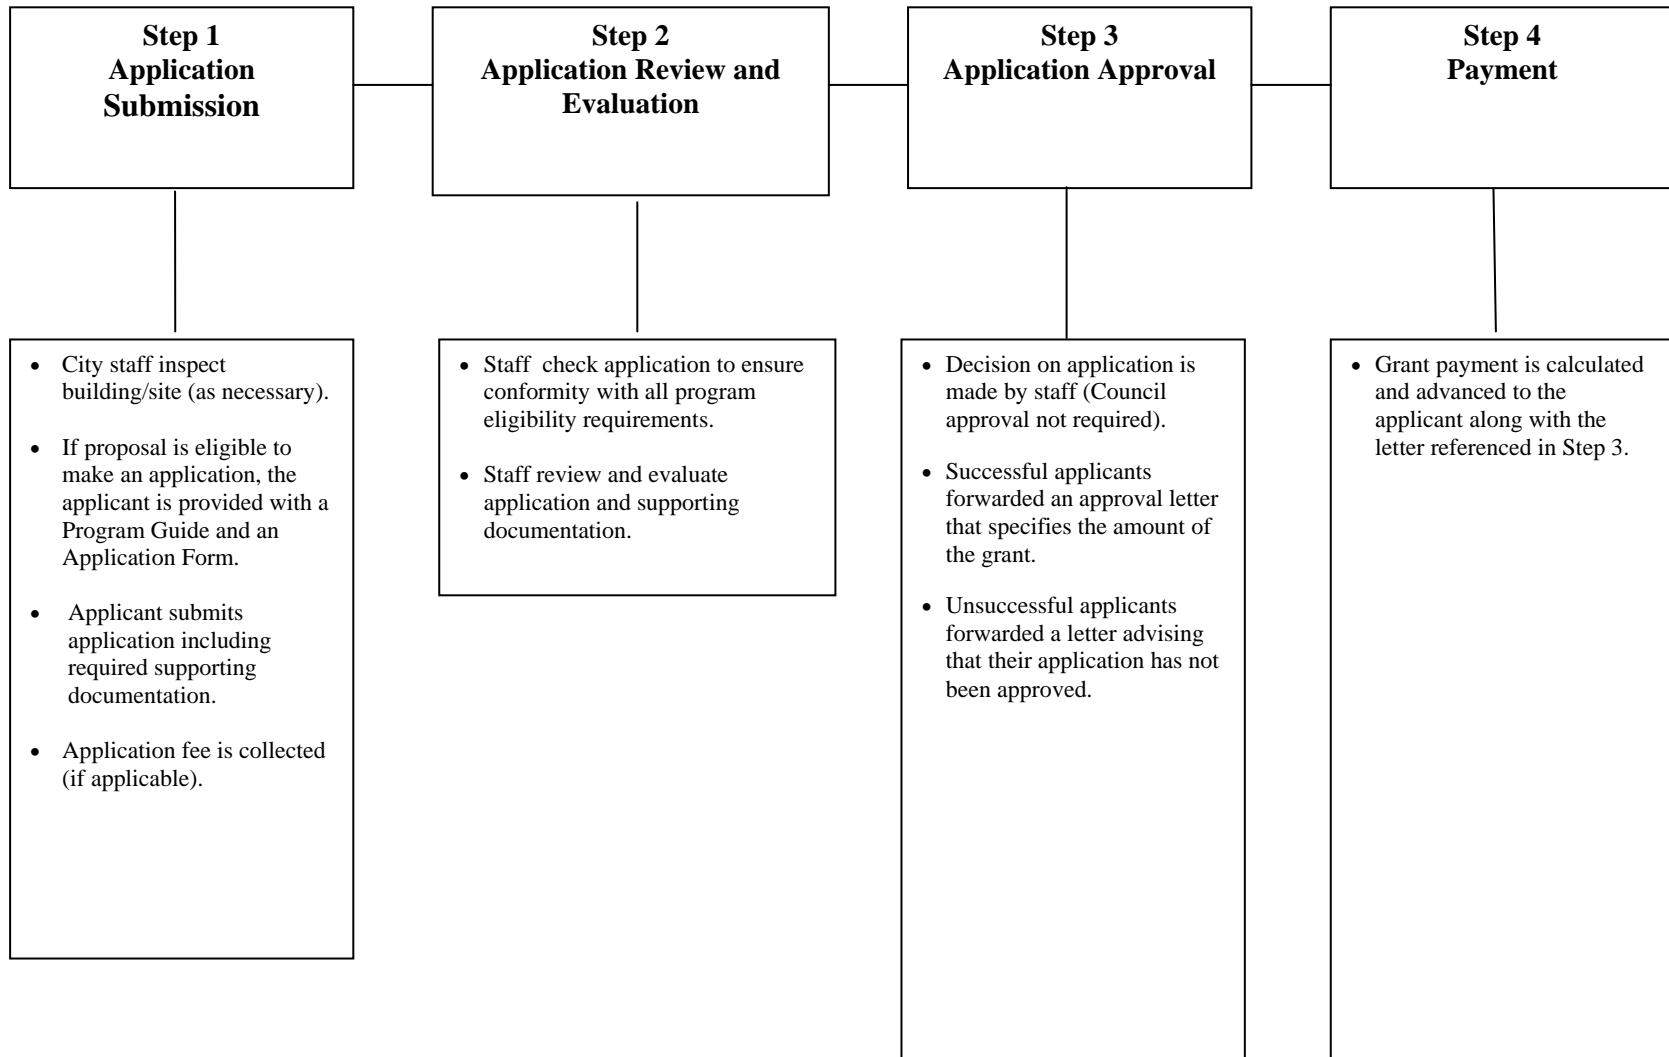 Step 1
Application
Submission
Step 2
Application Review and
Evaluation
Step 3
Application Approval
Step 4
Payment
• City staff inspect
building/site (as necessary).
• If proposal is eligible to
make an application, the
applicant is provided with a
Program Guide and an
Application Form.
• Applicant submits
application including
required supporting
documentation.
• Application fee is collected
(if applicable).
• Staff check application to ensure
conformity with all program
eligibility requirements.
• Staff review and evaluate
application and supporting
documentation.
• Decision on application is
made by staff (Council
approval not required).
• Successful applicants
forwarded an approval letter
that specifies the amount of
the grant.
• Unsuccessful applicants
forwarded a letter advising
that their application has not
been approved.
• Grant payment is calculated
and advanced to the
applicant along with the
letter referenced in Step 3.